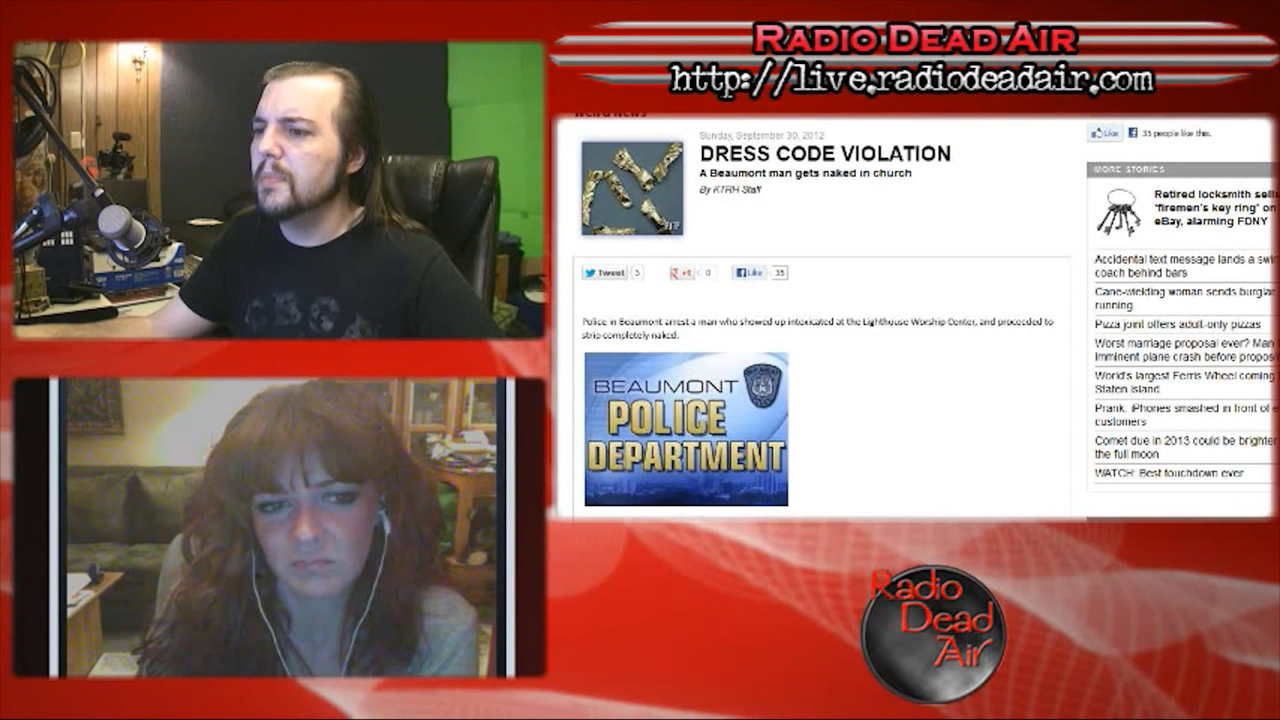 RADIO DEAD AIR
http://live.radiodeadair.com
Sunday, September 30, 2012
DRESS CODE VIOLATION
A Beaumont man gets naked in church
By KTRH Staff
Tweet 3
+1 0
Like 35
Police in Beaumont arrest a man who showed up intoxicated at the Lighthouse Worship Center, and proceeded to
strip completely naked.
BEAUMONT
POLICE
DEPARTMENT
Like 35 people like this.
MORE STORIES
Retired locksmith
'firemen's key ring' on
eBay, alarming FDNY
Accidental text message lands a
coach behind bars
Cane-wielding woman sends
running
Pizza joint offers adult-only pizzas
Worst marriage proposal ever? Man
imminent plane crash before
World's largest Ferris Wheel coming
Staten Island
Prank. iPhones smashed in front of
customers
Comet due in 2013 could be brighter
the full moon
WATCH: Best touchdown ever
Radio
Dead
Air